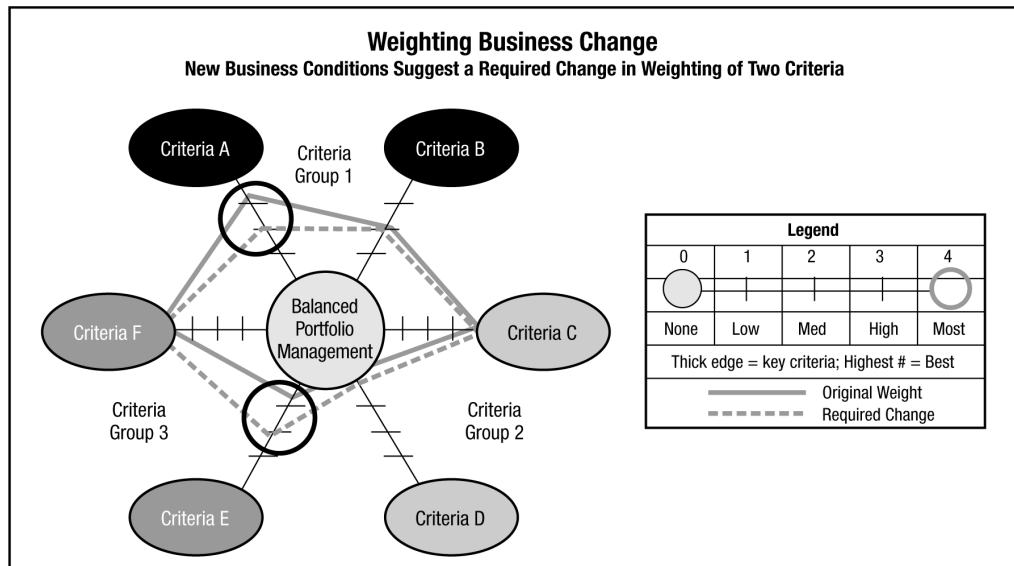 Weighting Business Change
New Business Conditions Suggest a Required Change in Weighting of Two Criteria
Criteria A
Criteria
Group 1
Criteria B
Criteria F
Balanced
Portfolio
Management
Criteria C
Criteria
Group 3
Criteria
Group 2
Criteria E
Criteria D
Legend
0 1 2 3 4
None Low Med High Most
Thick edge = key criteria; Highest # = Best
Original Weight
Required Change